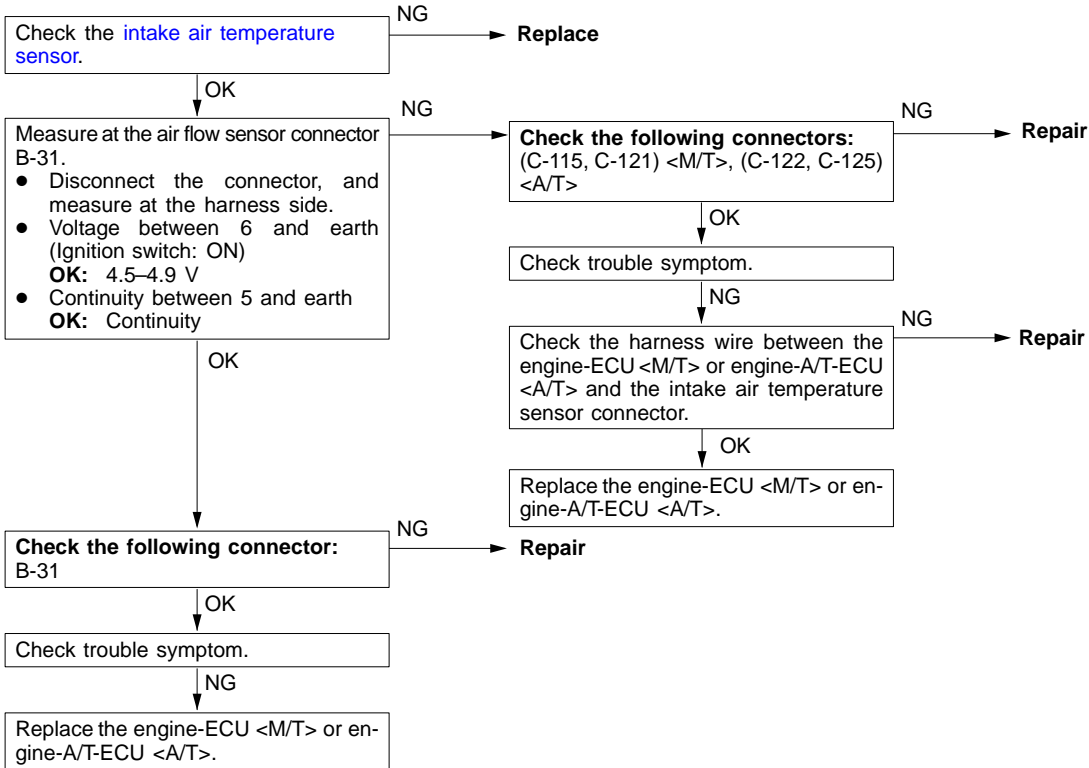 NG
Check the intake air temperature
sensor.
Replace
OK
Measure at the air flow sensor connector
B-31.
● Disconnect the connector, and
measure at the harness side.
● Voltage between 6 and earth
(Ignition switch: ON)
OK: 4.5–4.9 V
● Continuity between 5 and earth
OK: Continuity
NG
Check the following connectors:
(C-115, C-121) <M/T>, (C-122, C-125)
<A/T>
NG
Repair
OK
Check trouble symptom.
NG
Check the harness wire between the
engine-ECU <M/T> or engine-A/T-ECU
<A/T> and the intake air temperature
sensor connector.
NG
Repair
OK
Replace the engine-ECU <M/T> or en-
gine-A/T-ECU <A/T>.
OK
Check the following connector:
B-31
NG
Repair
OK
Check trouble symptom.
NG
Replace the engine-ECU <M/T> or en-
gine-A/T-ECU <A/T>.